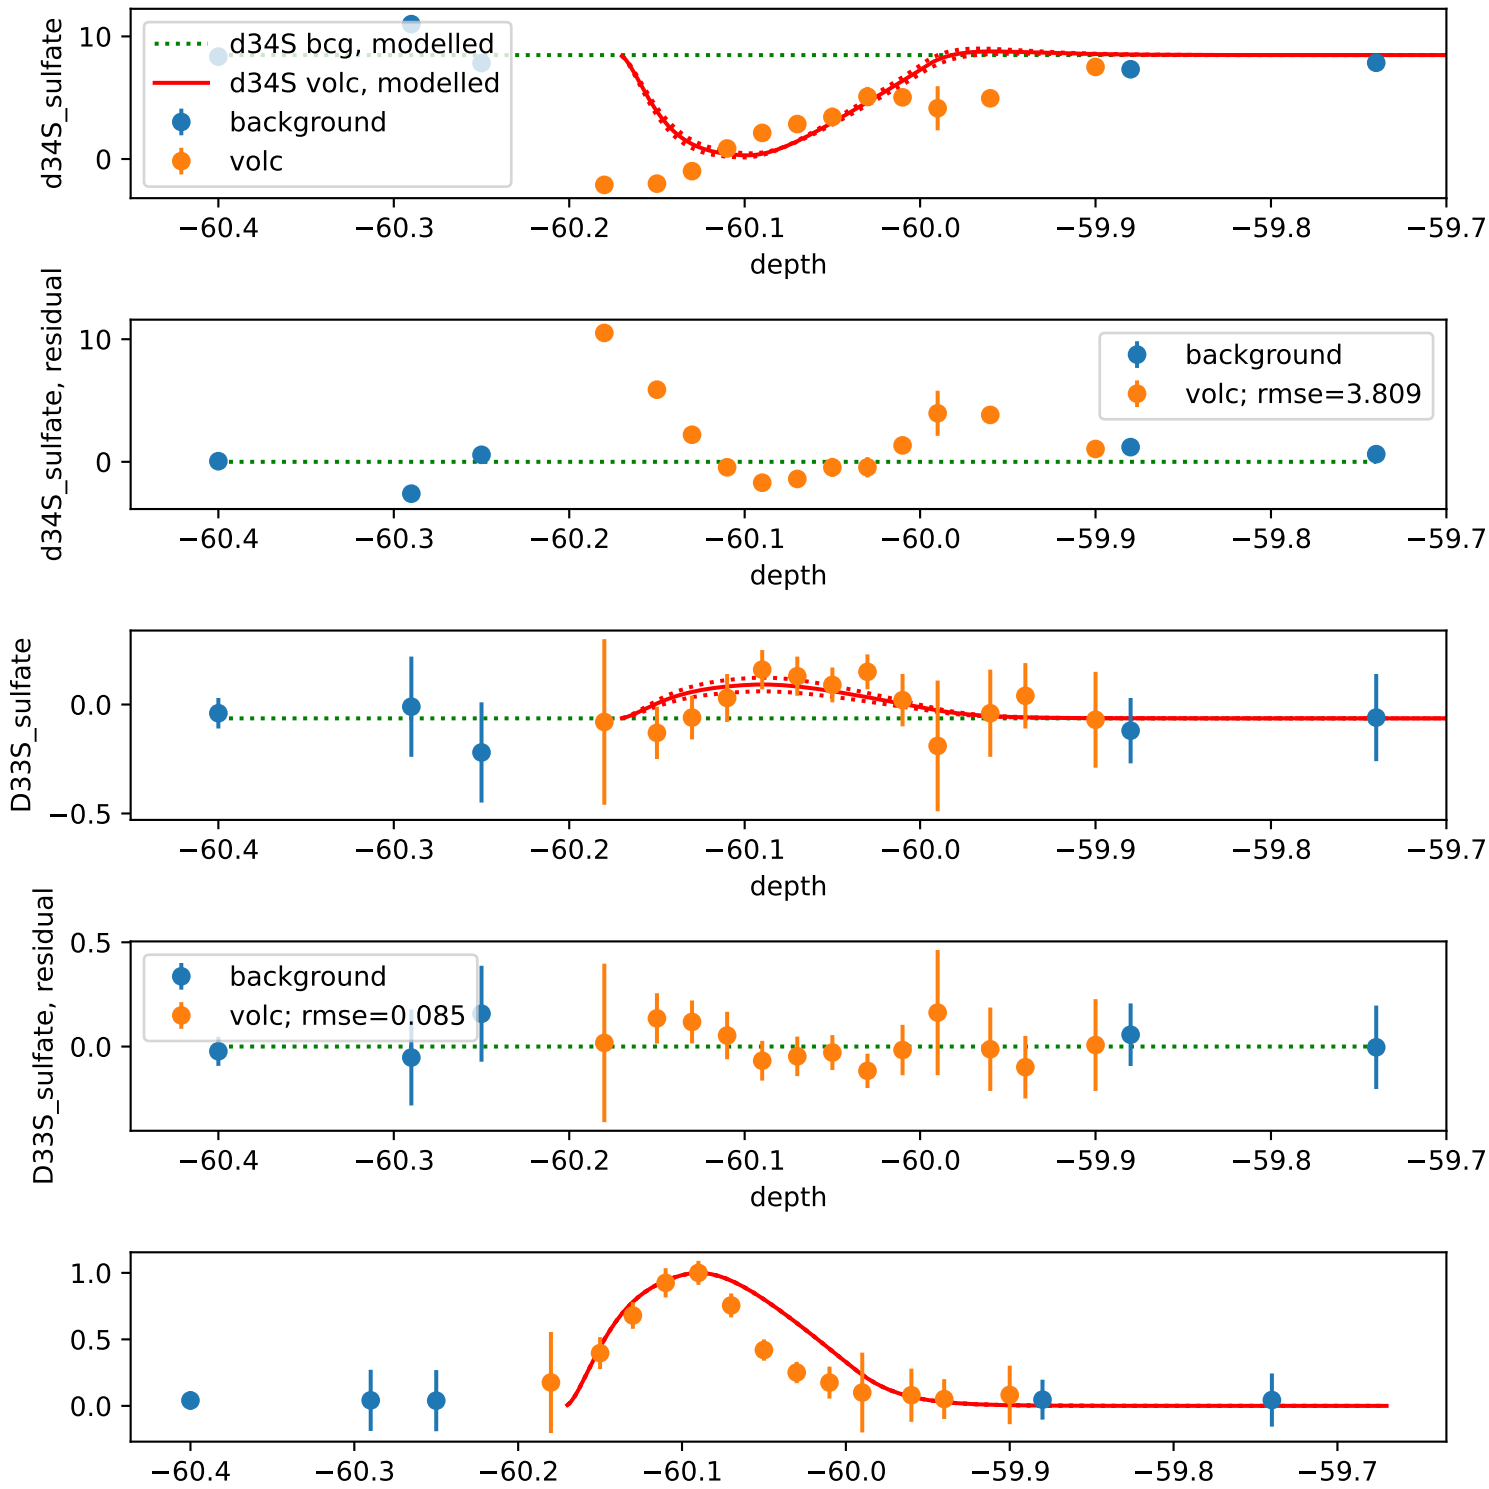 d34S_sulfate
10
0
d34S bcg, modelled
d34S volc, modelled
background
volc
−60.4 −60.3 −60.2 −60.1 −60.0 −59.9 −59.8 −59.7
depth
d34S_sulfate, residual
10
0
background
volc; rmse=3.809
−60.4 −60.3 −60.2 −60.1 −60.0 −59.9 −59.8 −59.7
depth
D33S_sulfate
0.0
−0.5
−60.4 −60.3 −60.2 −60.1 −60.0 −59.9 −59.8 −59.7
depth
D33S_sulfate, residual
0.5
0.0
background
volc; rmse=0.085
−60.4 −60.3 −60.2 −60.1 −60.0 −59.9 −59.8 −59.7
depth
1.0
0.5
0.0
−60.4 −60.3 −60.2 −60.1 −60.0 −59.9 −59.8 −59.7